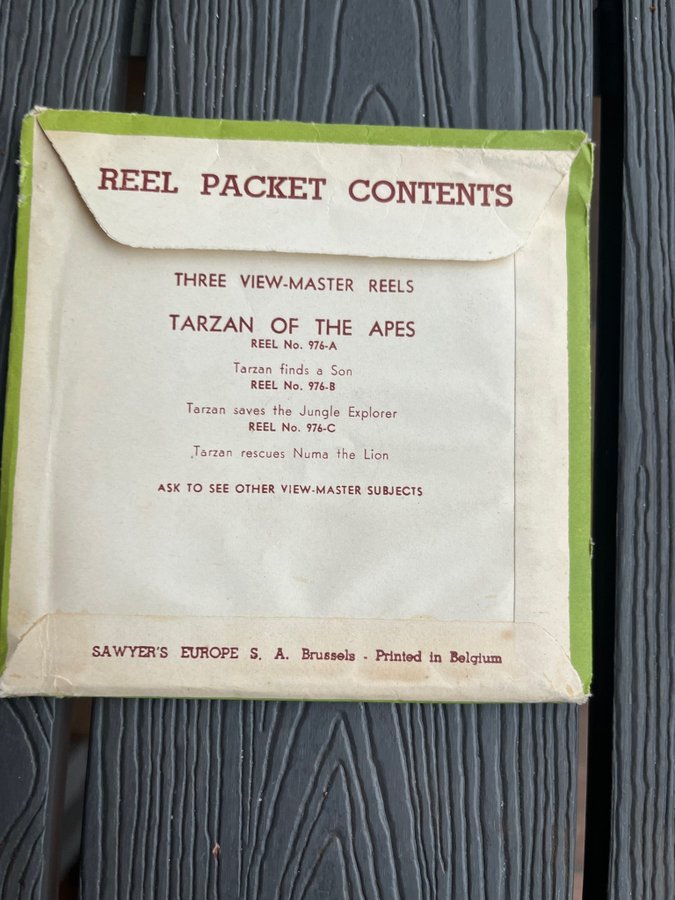 REEL PACKET CONTENTS
THREE VIEW-MASTER REELS
TARZAN OF THE APES
REEL No. 976-A
Tarzan finds a Son
REEL No. 976-B
Tarzan saves the Jungle Explorer
REEL No. 976-C
Tarzan rescues Numa the Lion
ASK TO SEE OTHER VIEW-MASTER SUBJECTS
SAWYER'S EUROPE S. A. Brussels - Printed in Belgium